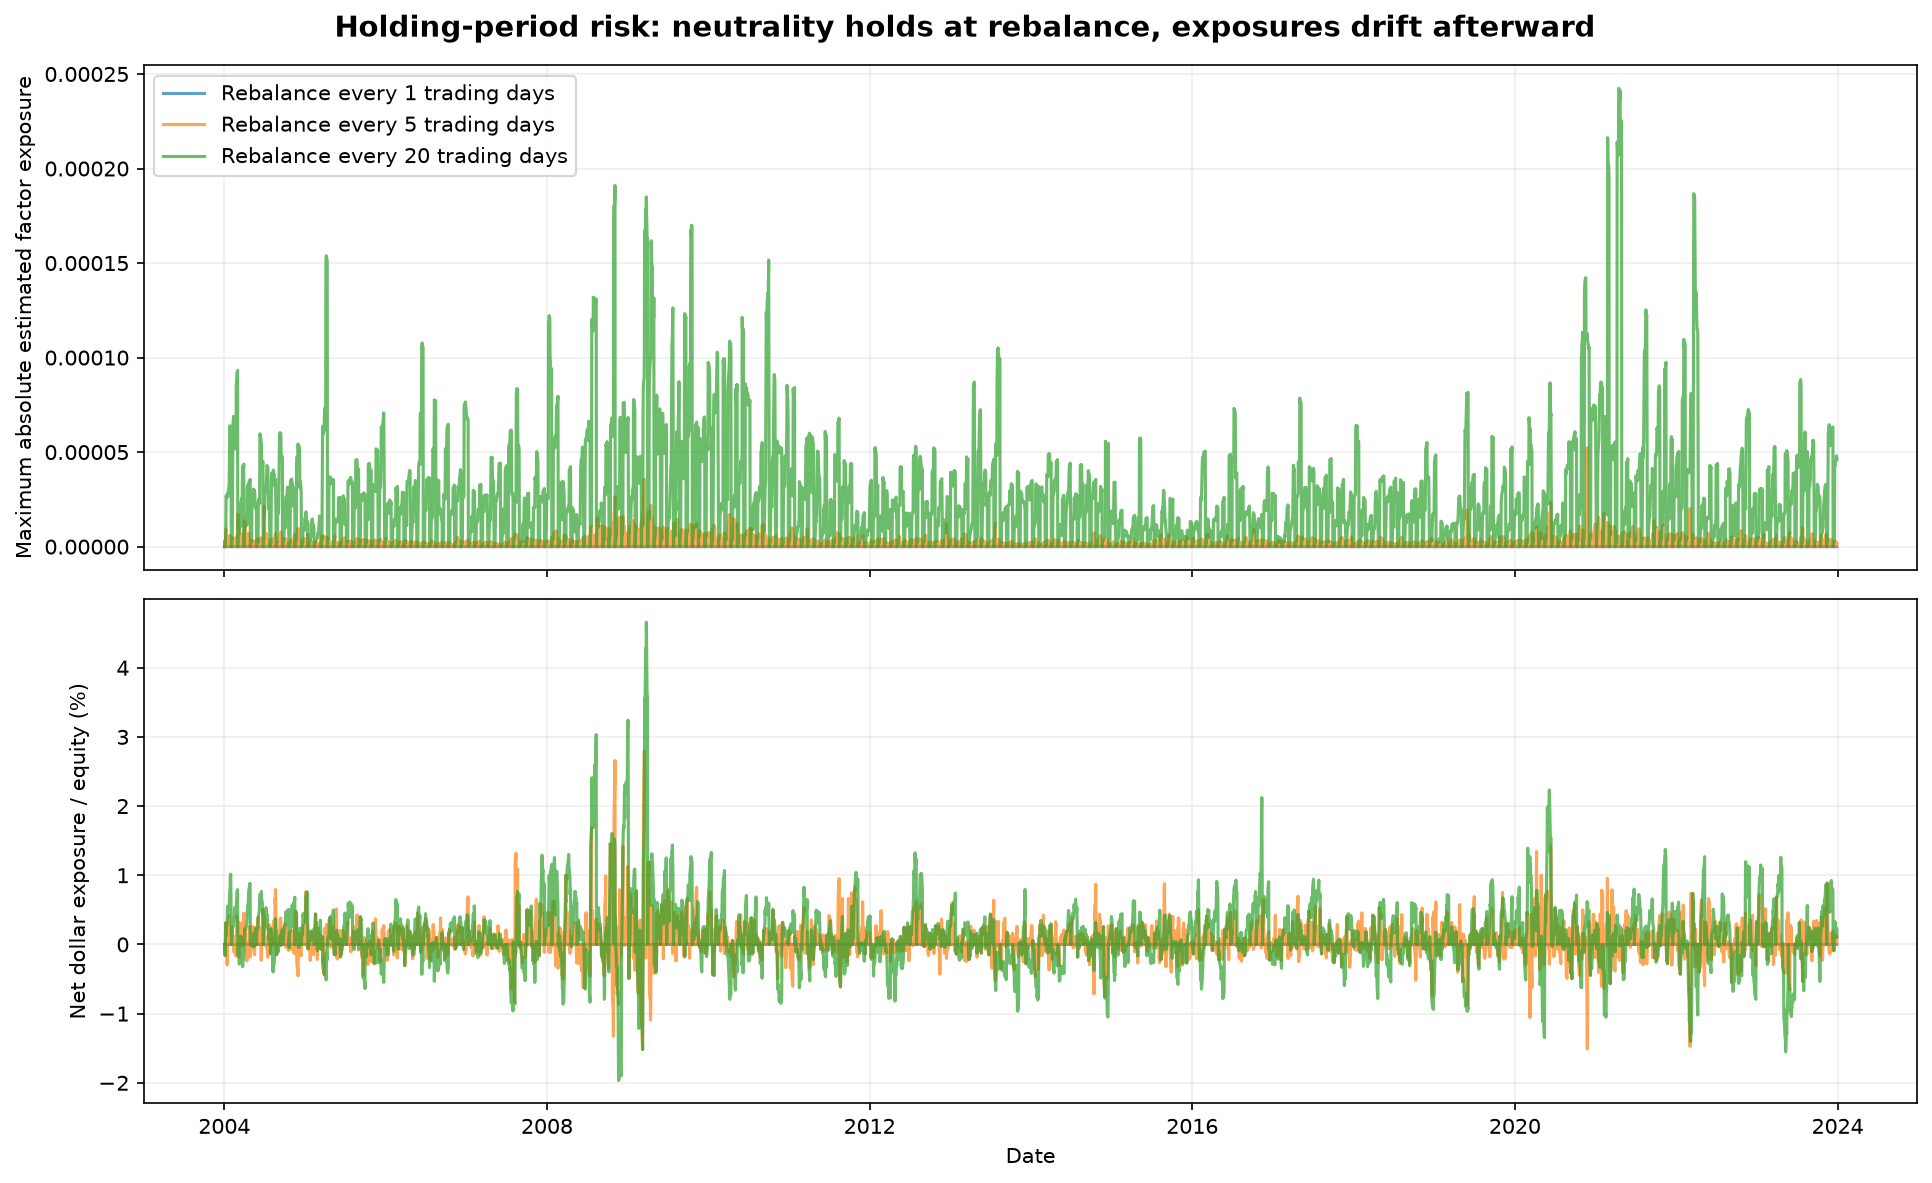 Holding-period risk: neutrality holds at rebalance, exposures drift afterward
Maximum absolute estimated factor exposure
0.00025
0.00020
0.00015
0.00010
0.00005
0.00000
Rebalance every 1 trading days
Rebalance every 5 trading days
Rebalance every 20 trading days
Net dollar exposure / equity (%)
4
3
2
1
0
−1
−2
2004
2008
2012
2016
2020
2024
Date